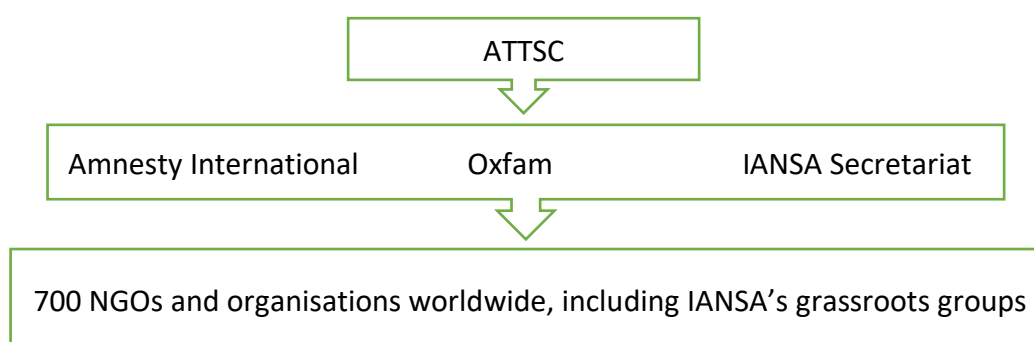 ATTSC
Amnesty International Oxfam IANSA Secretariat
700 NGOs and organisations worldwide, including IANSA’s grassroots groups